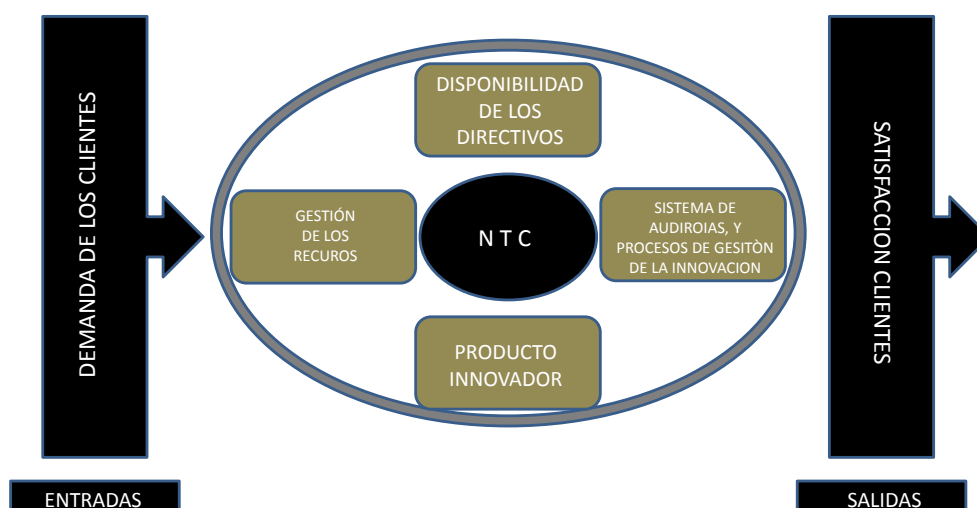 DEMANDA DE LOS CLIENTES
DISPONIBILIDAD
DE LOS
DIRECTIVOS
GESTIÓN
DE LOS
RECUROS
N T C
SISTEMA DE
AUDIROIAS, Y
PROCESOS DE GESITÒN
DE LA INNOVACION
PRODUCTO
INNOVADOR
SATISFACCION CLIENTES
ENTRADAS
SALIDAS